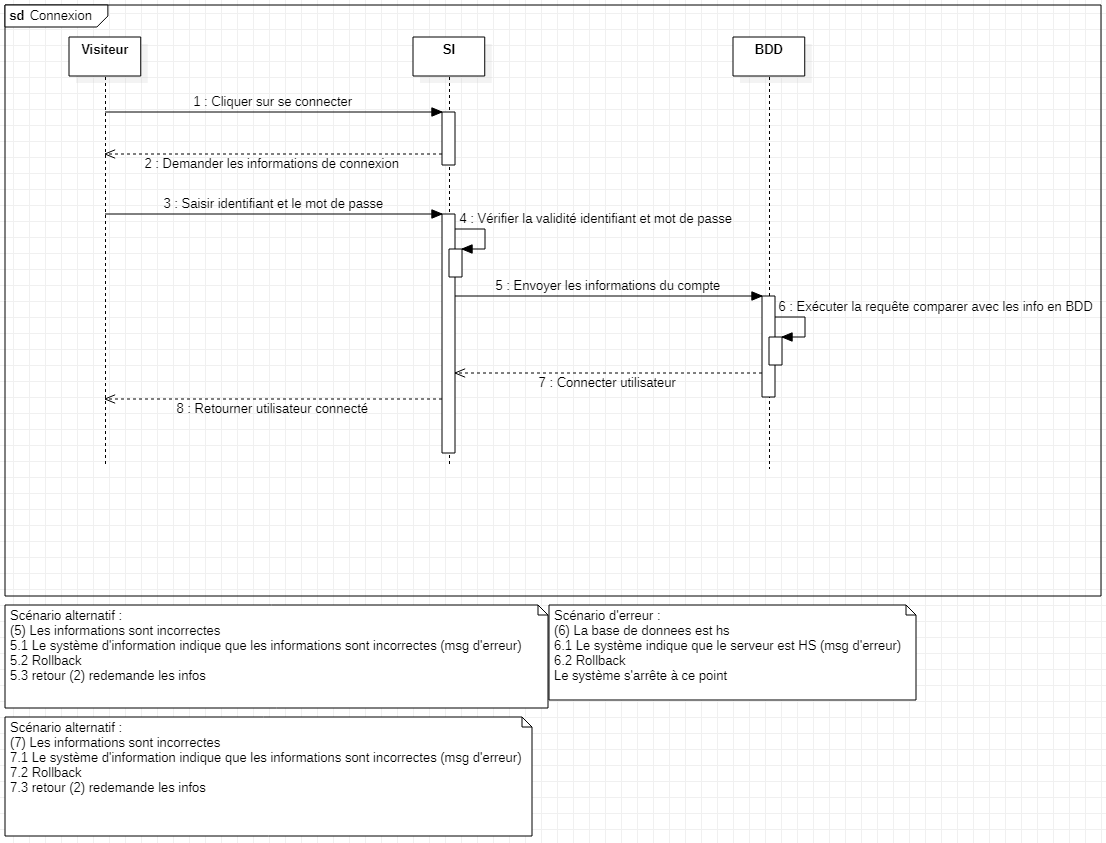 sd Connexion
Visiteur
SI
BDD
1 : Cliquer sur se connecter
2 : Demander les informations de connexion
3 : Saisir identifiant et le mot de passe
4 : Vérifier la validité identifiant et mot de passe
5 : Envoyer les informations du compte
6 : Exécuter la requête comparer avec les info en BDD
7 : Connecter utilisateur
8 : Retourner utilisateur connecté
Scénario alternatif :
(5) Les informations sont incorrectes
5.1 Le système d'information indique que les informations sont incorrectes (msg d'erreur)
5.2 Rollback
5.3 retour (2) redemande les infos
Scénario d'erreur :
(6) La base de donnees est hs
6.1 Le système indique que le serveur est HS (msg d'erreur)
6.2 Rollback
Le système s'arrête à ce point
Scénario alternatif :
(7) Les informations sont incorrectes
7.1 Le système d'information indique que les informations sont incorrectes (msg d'erreur)
7.2 Rollback
7.3 retour (2) redemande les infos